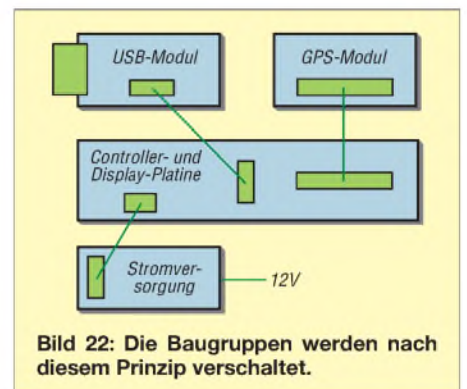 USB-Modul
GPS-Modul
Controller- und
Display-Platine
Stromver-
sorgung
12V
Bild 22: Die Baugruppen werden nach
diesem Prinzip verschaltet.